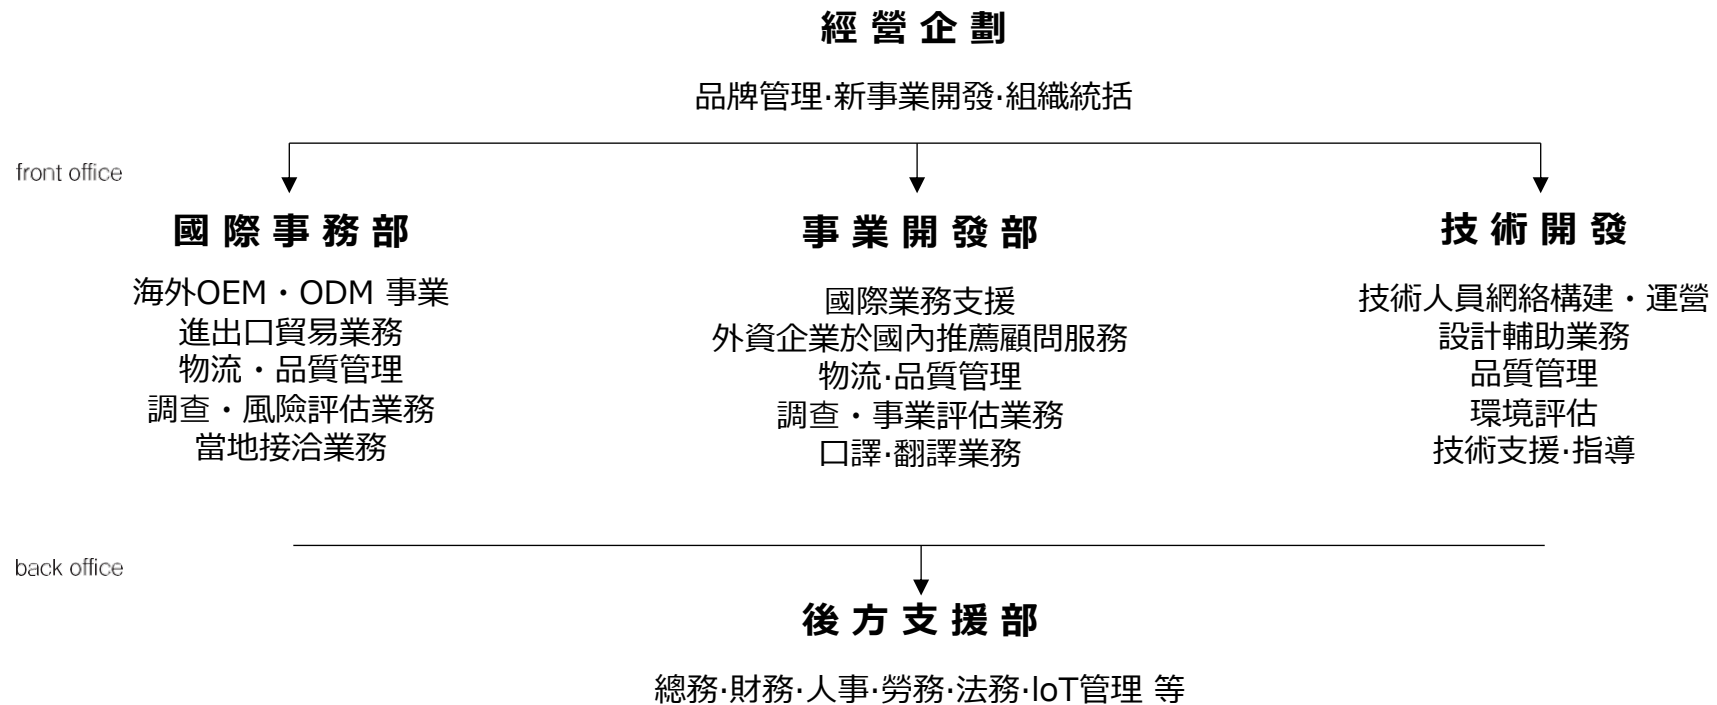 經營企劃
品牌管理·新事業開發·組織統括
front office
國際事務部
海外OEM・ODM 事業
進出口貿易業務
物流・品質管理
調查・風險評估業務
當地接洽業務
事業開發部
國際業務支援
外資企業於國內推薦顧問服務
物流·品質管理
調查・事業評估業務
口譯·翻譯業務
技術開發
技術人員網絡構建・運營
設計輔助業務
品質管理
環境評估
技術支援·指導
back office
後方支援部
總務·財務·人事·勞務·法務·IoT管理 等